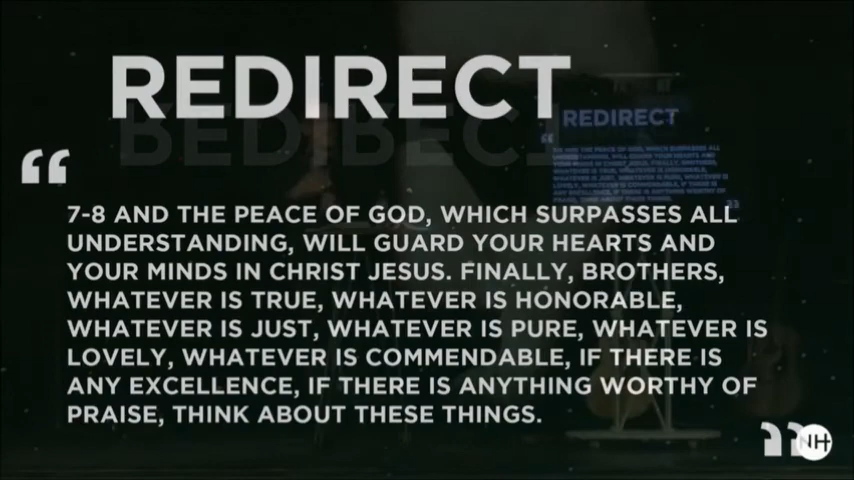 REDIRECT
REDIRECT
“
7-8 AND THE PEACE OF GOD, WHICH SURPASSES ALL
UNDERSTANDING, WILL GUARD YOUR HEARTS AND
YOUR MINDS IN CHRIST JESUS. FINALLY, BROTHERS,
WHATEVER IS TRUE, WHATEVER IS HONORABLE,
WHATEVER IS JUST, WHATEVER IS PURE, WHATEVER IS
LOVELY, WHATEVER IS COMMENDABLE, IF THERE IS
ANY EXCELLENCE, IF THERE IS ANYTHING WORTHY OF
PRAISE, THINK ABOUT THESE THINGS.
”
NH